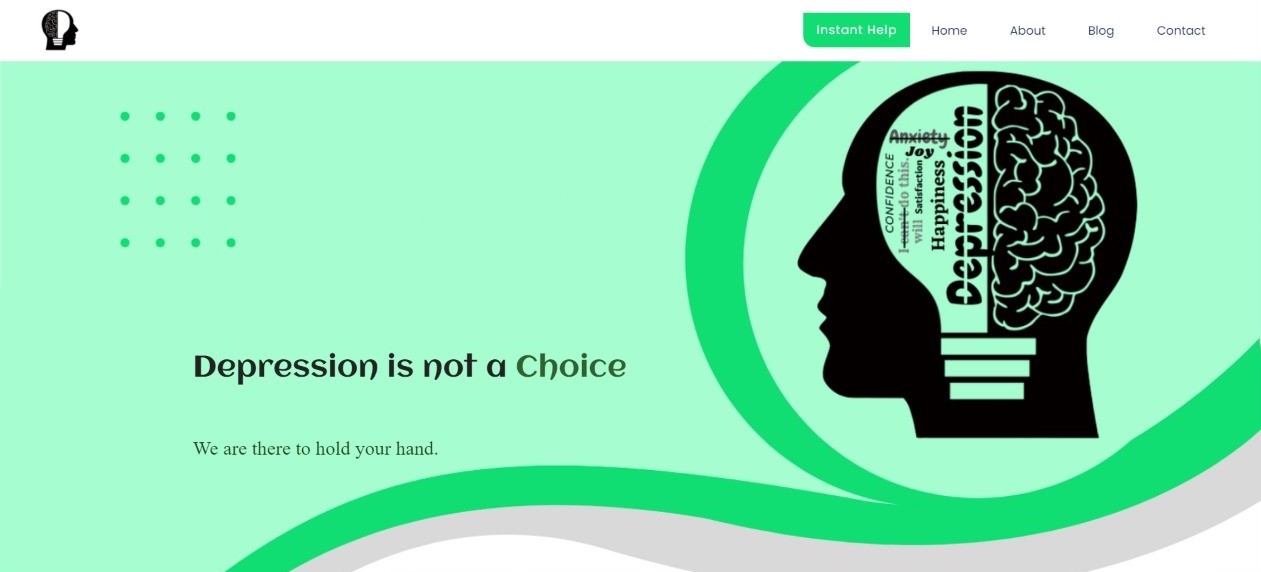 Instant Help
Home
About
Blog
Contact
Anxiety
Joy
CONFIDENCE
I can't do this.
will
Satisfaction
Happiness
Depression
Depression is not a Choice
We are there to hold your hand.